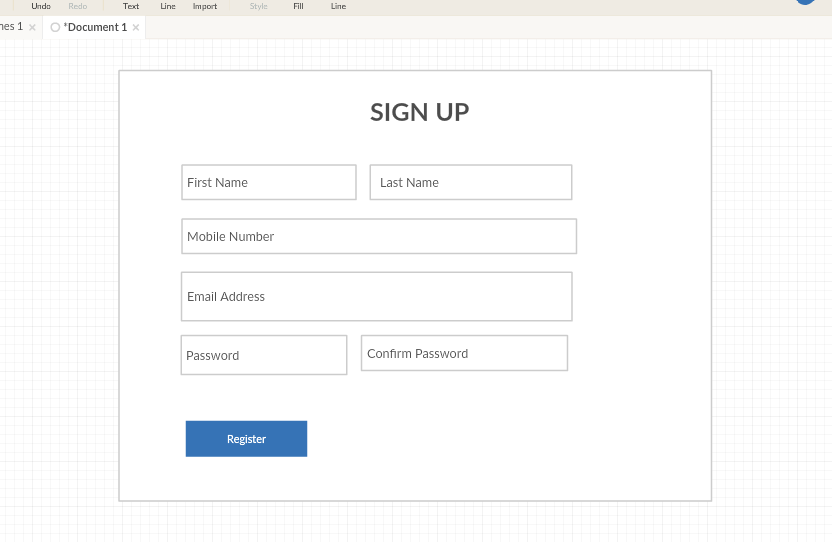 Undo Redo Text Line Import Style Fill Line
nes 1 × *Document 1 ×
SIGN UP
First Name Last Name
Mobile Number
Email Address
Password Confirm Password
Register